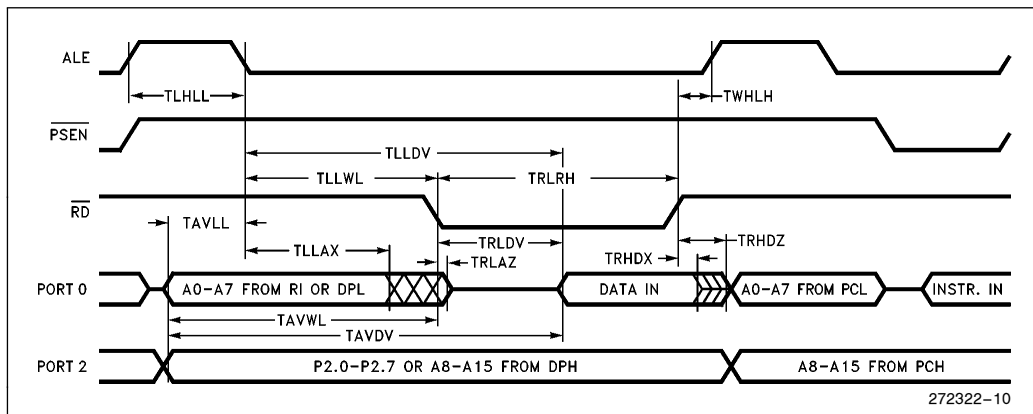 ALE
TLHLL
TWHLH
PSEN
TLLDV
TLLWL
TRLRH
RD
TAVLL
TLLAX
TRLDV
TRLAZ
TRHDX
TRHDZ
PORT 0
A0-A7 FROM RI OR DPL
DATA IN
A0-A7 FROM PCL
INSTR. IN
TAVWL
TAVDV
PORT 2
P2.0-P2.7 OR A8-A15 FROM DPH
A8-A15 FROM PCH
272322-10